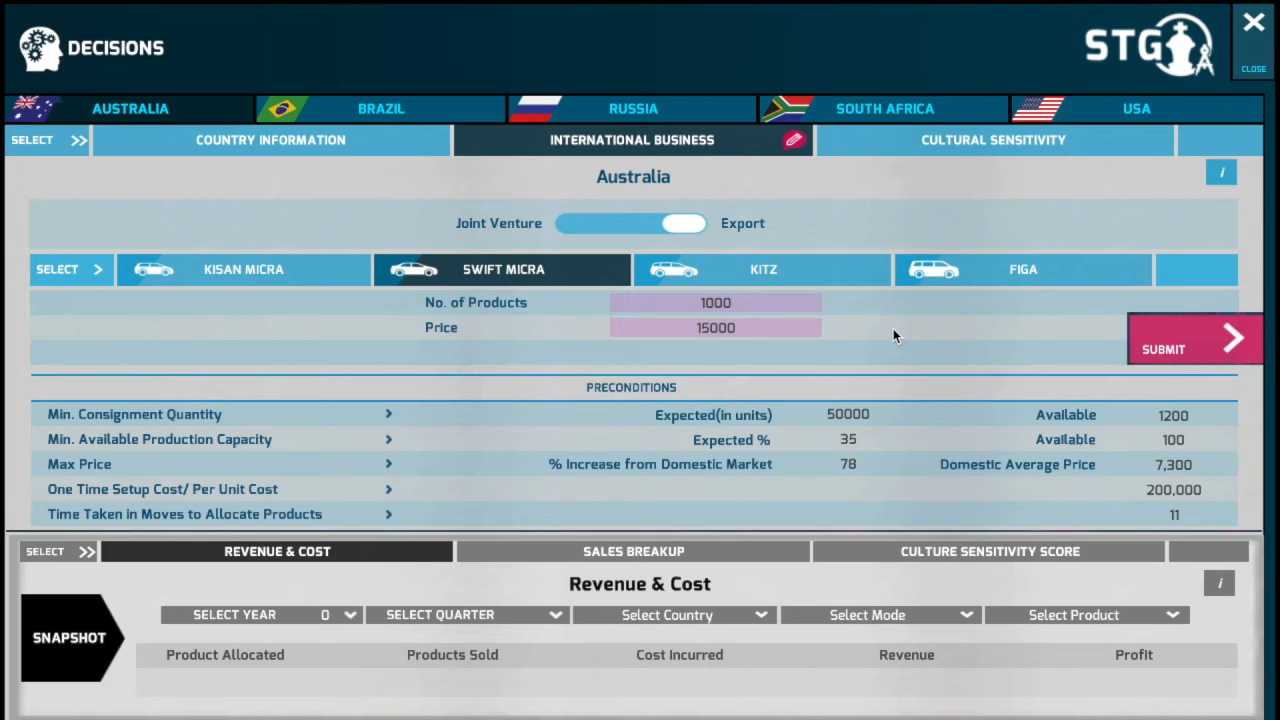 DECISIONS
STG
CLOSE
AUSTRALIA BRAZIL RUSSIA SOUTH AFRICA USA
SELECT >> COUNTRY INFORMATION INTERNATIONAL BUSINESS CULTURAL SENSITIVITY
Australia
i
Joint Venture Export
SELECT > KISAN MICRA SWIFT MICRA KITZ FIGA
No. of Products 1000
Price 15000
SUBMIT
PRECONDITIONS
Min. Consignment Quantity > Expected(in units) 50000 Available 1200
Min. Available Production Capacity > Expected % 35 Available 100
Max Price > % Increase from Domestic Market 78 Domestic Average Price 7,300
One Time Setup Cost/ Per Unit Cost > 200,000
Time Taken in Moves to Allocate Products > 11
SELECT >> REVENUE & COST SALES BREAKUP CULTURE SENSITIVITY SCORE
Revenue & Cost
i
SELECT YEAR 0 SELECT QUARTER Select Country Select Mode Select Product
SNAPSHOT
Product Allocated Products Sold Cost Incurred Revenue Profit